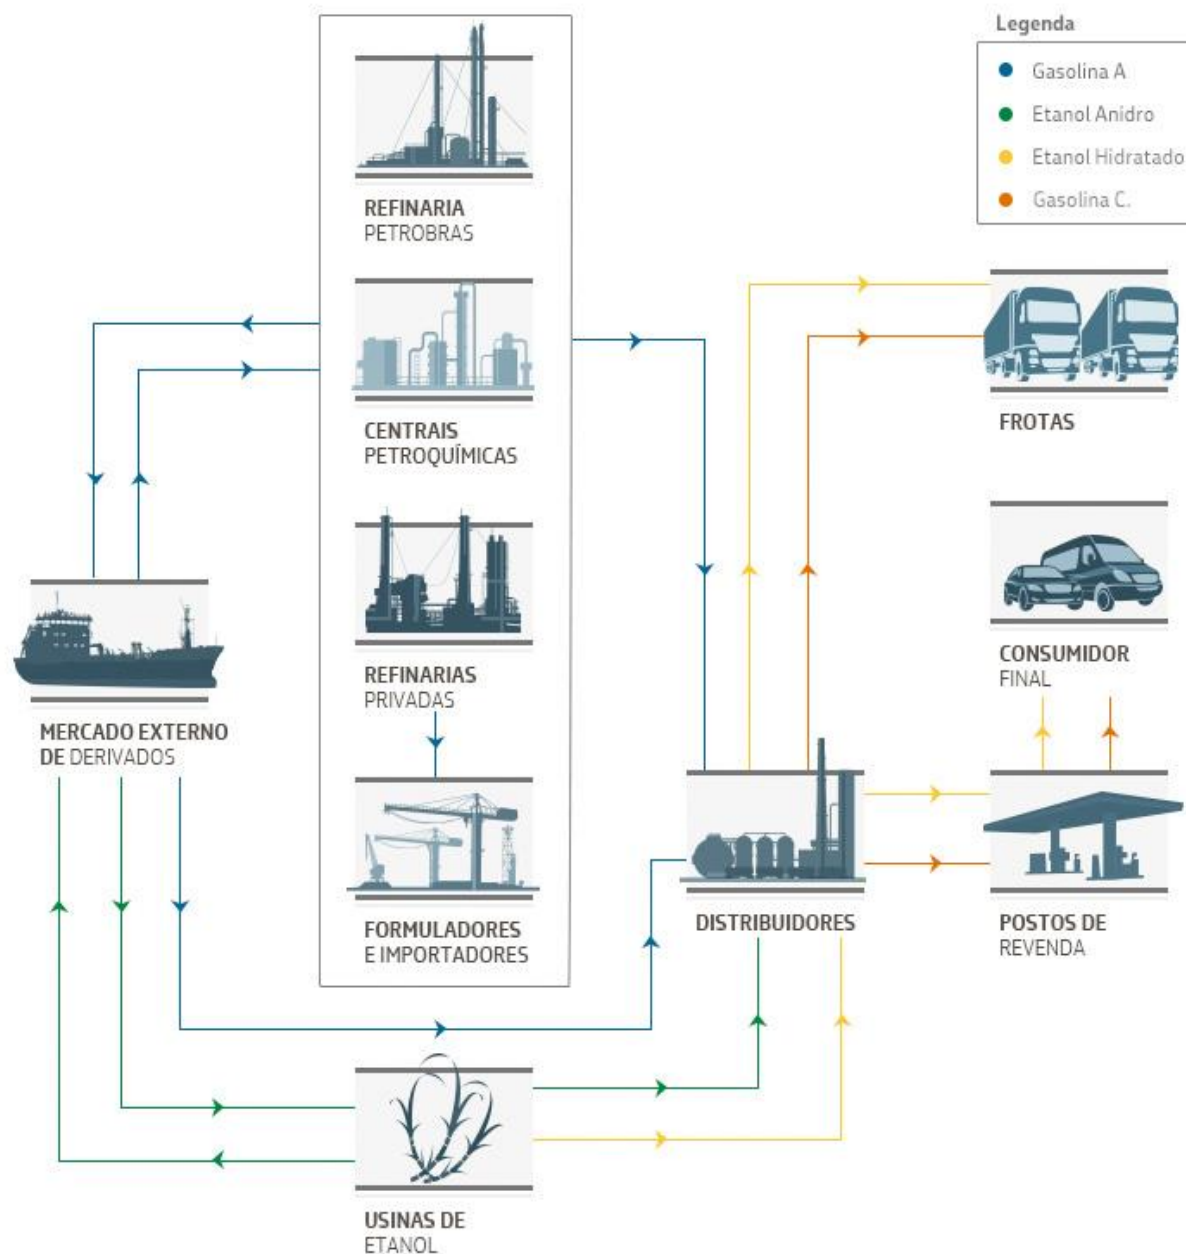 Legenda
Gasolina A
Etanol Anidro
Etanol Hidratado
Gasolina C.
REFINARIA
PETROBRAS
CENTRAIS
PETROQUÍMICAS
REFINARIAS
PRIVADAS
FORMULADORES
E IMPORTADORES
MERCADO EXTERNO
DE DERIVADOS
USINAS DE
ETANOL
DISTRIBUIDORES
FROTAS
CONSUMIDOR
FINAL
POSTOS DE
REVENDA